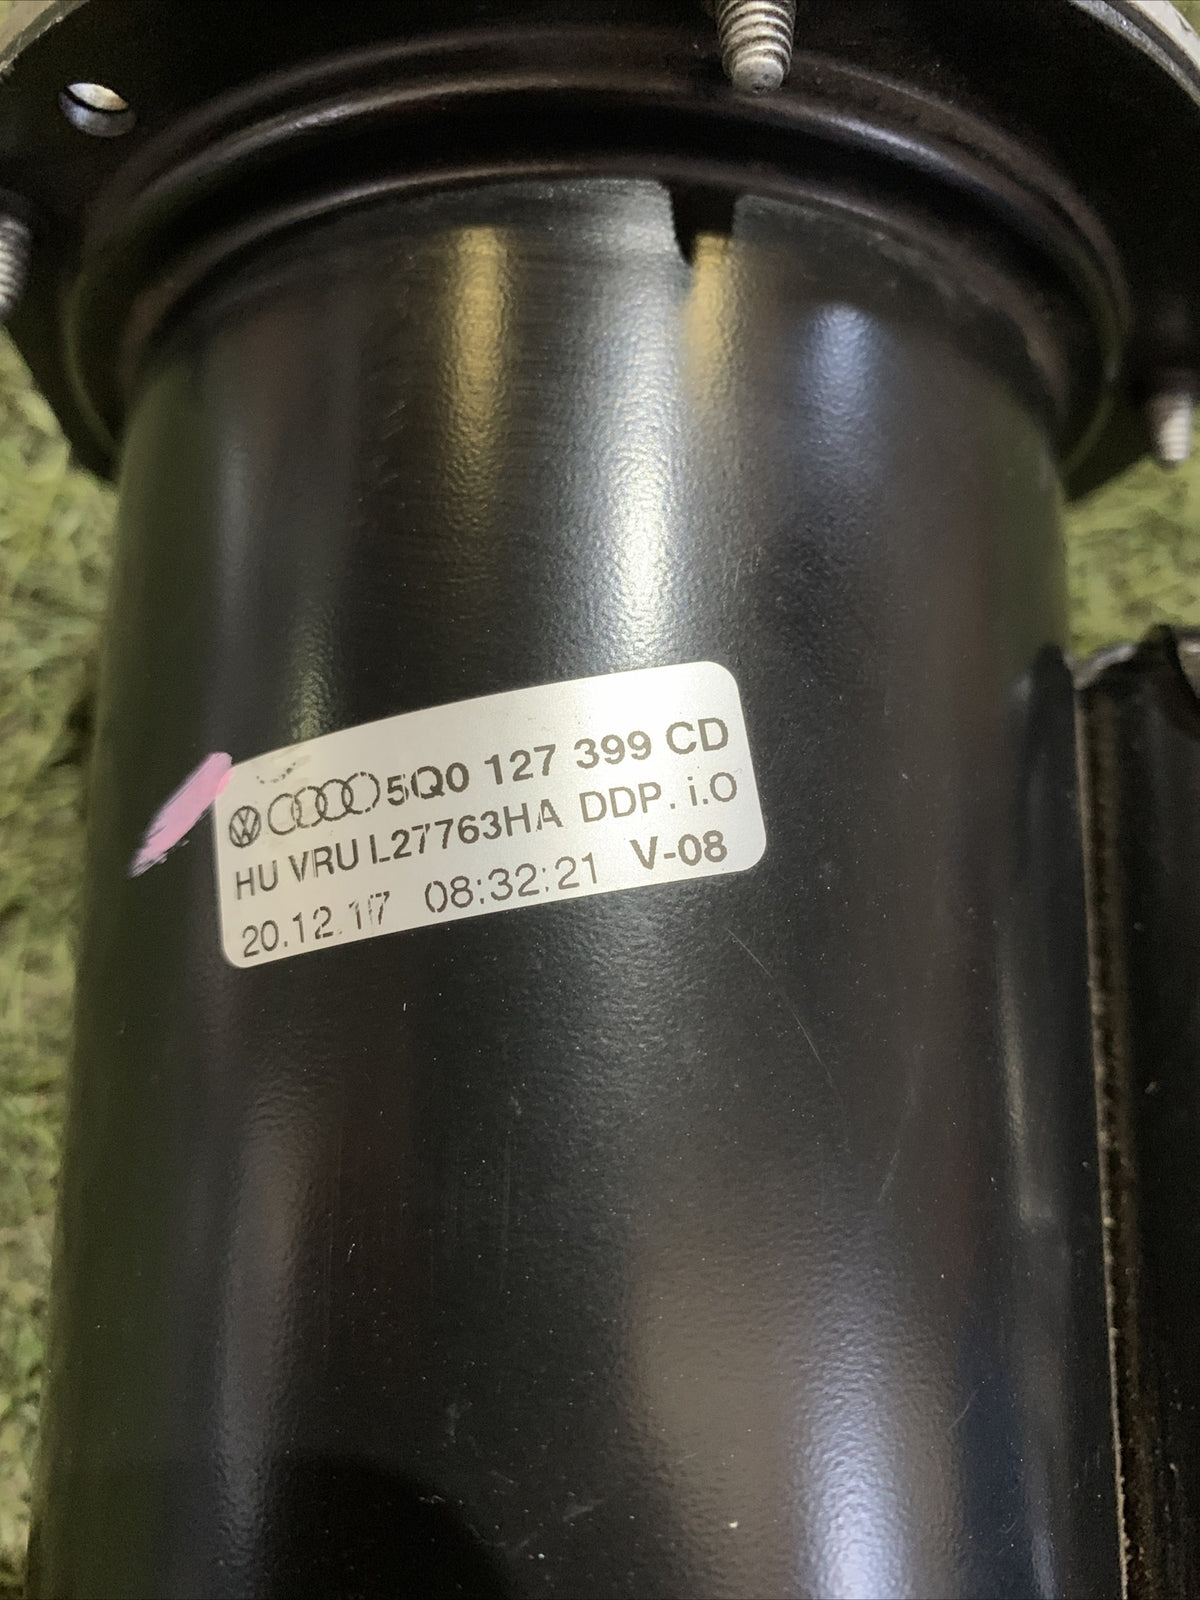 5Q0 127 399 CD
HU VRU L27763HA DDP. i.O
20.12.17 08:32:21 V-08